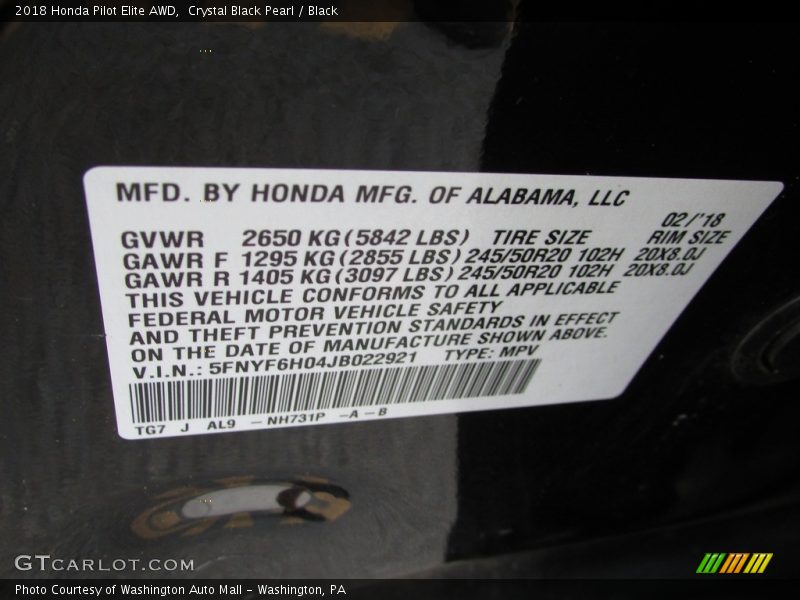 2018 Honda Pilot Elite AWD,  Crystal Black Pearl / Black
MFD. BY HONDA MFG. OF ALABAMA, LLC
02/'18
GVWR 2650 KG (5842 LBS) TIRE SIZE RIM SIZE
GAWR F 1295 KG (2855 LBS) 245/50R20 102H 20X8.0J
GAWR R 1405 KG (3097 LBS) 245/50R20 102H 20X8.0J
THIS VEHICLE CONFORMS TO ALL APPLICABLE
FEDERAL MOTOR VEHICLE SAFETY
AND THEFT PREVENTION STANDARDS IN EFFECT
ON THE DATE OF MANUFACTURE SHOWN ABOVE.
V.I.N.: 5FNYF6H04JB022921 TYPE: MPV
TG7 J AL9 – NH731P –A – B
GTCARLOT.COM
Photo Courtesy of Washington Auto Mall – Washington, PA